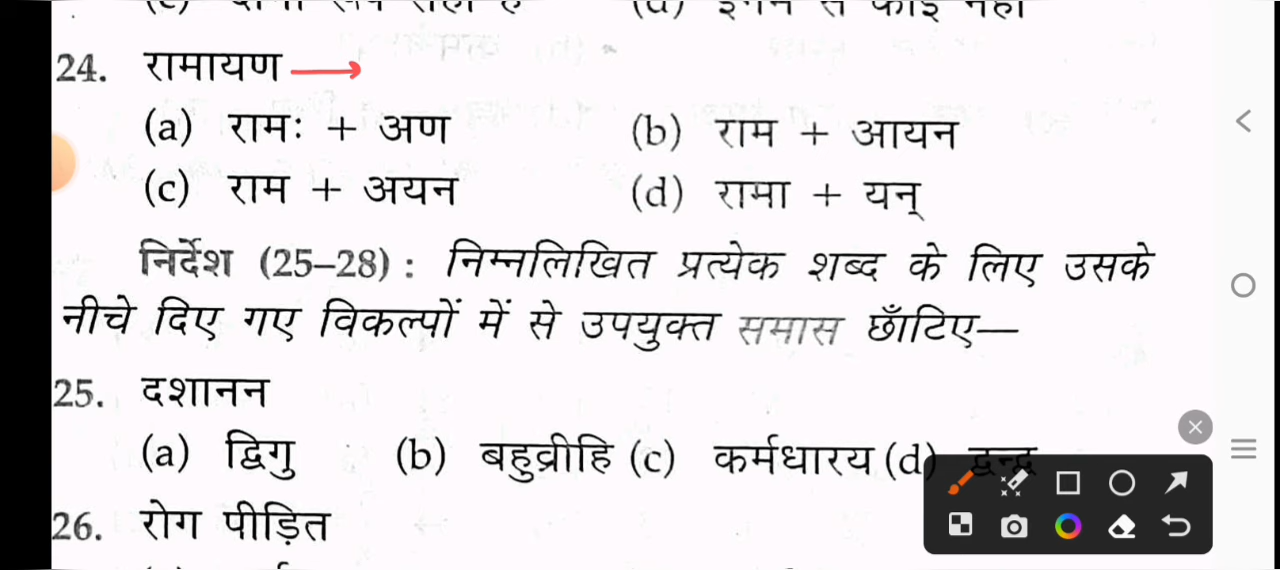 24. रामायण
(a) रामः + अण (b) राम + आयन
(c) राम + अयन (d) रामा + यन्
निर्देश (25–28) : निम्नलिखित प्रत्येक शब्द के लिए उसके
नीचे दिए गए विकल्पों में से उपयुक्त समास छाँटिए—
25. दशानन
(a) द्विगु (b) बहुव्रीहि (c) कर्मधारय (d) द्वन्द्व
26. रोग पीड़ित